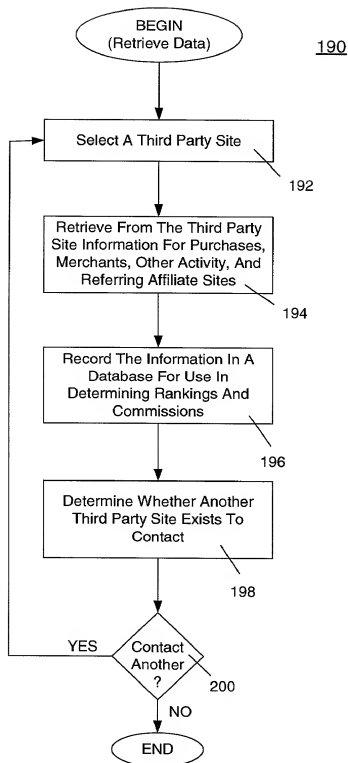 BEGIN
(Retrieve Data)
190
Select A Third Party Site
192
Retrieve From The Third Party
Site Information For Purchases,
Merchants, Other Activity, And
Referring Affiliate Sites
194
Record The Information In A
Database For Use In
Determining Rankings And
Commissions
196
Determine Whether Another
Third Party Site Exists To
Contact
198
YES
Contact
Another
?
200
NO
END